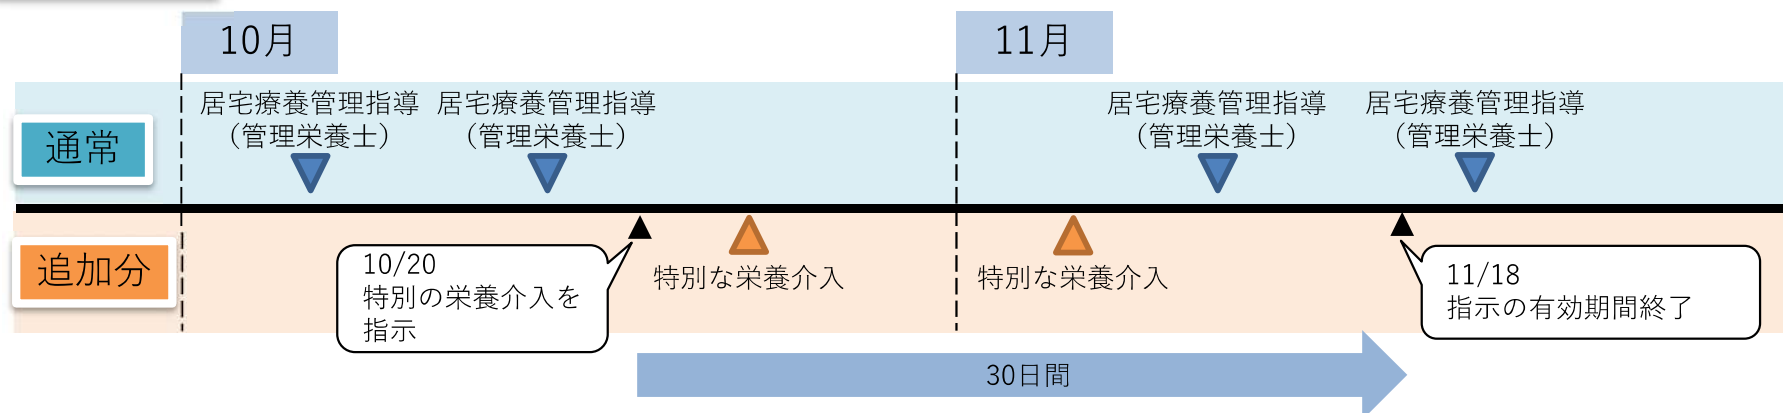 10月
11月
通常
居宅療養管理指導
（管理栄養士）
居宅療養管理指導
（管理栄養士）
居宅療養管理指導
（管理栄養士）
居宅療養管理指導
（管理栄養士）
追加分
10/20
特別の栄養介入を
指示
特別な栄養介入
特別な栄養介入
11/18
指示の有効期間終了
30日間